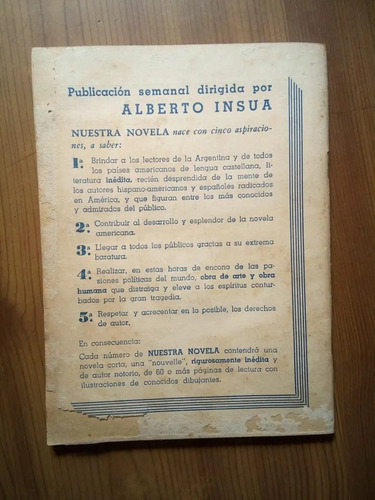 Publicación semanal dirigida por
ALBERTO INSUA
NUESTRA NOVELA nace con cinco aspiracio-
nes, a saber:
1.ª Brindar a los lectores de la Argentina y de todos
los países americanos de lengua castellana, li-
teratura inédita, recién desprendida de la mente de
los autores hispano-americanos y españoles radicados
en América, y que figuran entre los más conocidos
y admirados del público.
2.ª Contribuir al desarrollo y esplendor de la novela
americana.
3.ª Llegar a todos los públicos gracias a su extrema
baratura.
4.ª Realizar, en estas horas de encono de las pa-
siones políticas del mundo, obra de arte y obra
humana que distraiga y eleve a los espíritus contur-
bados por la gran tragedia.
5.ª Respetar y acrecentar en lo posible, los derechos
de autor.
En consecuencia:
Cada número de NUESTRA NOVELA contendrá una
novela corta, una "nouvelle", rigurosamente inédita y
de autor notorio, de 60 o más páginas de lectura con
ilustraciones de conocidos dibujantes.